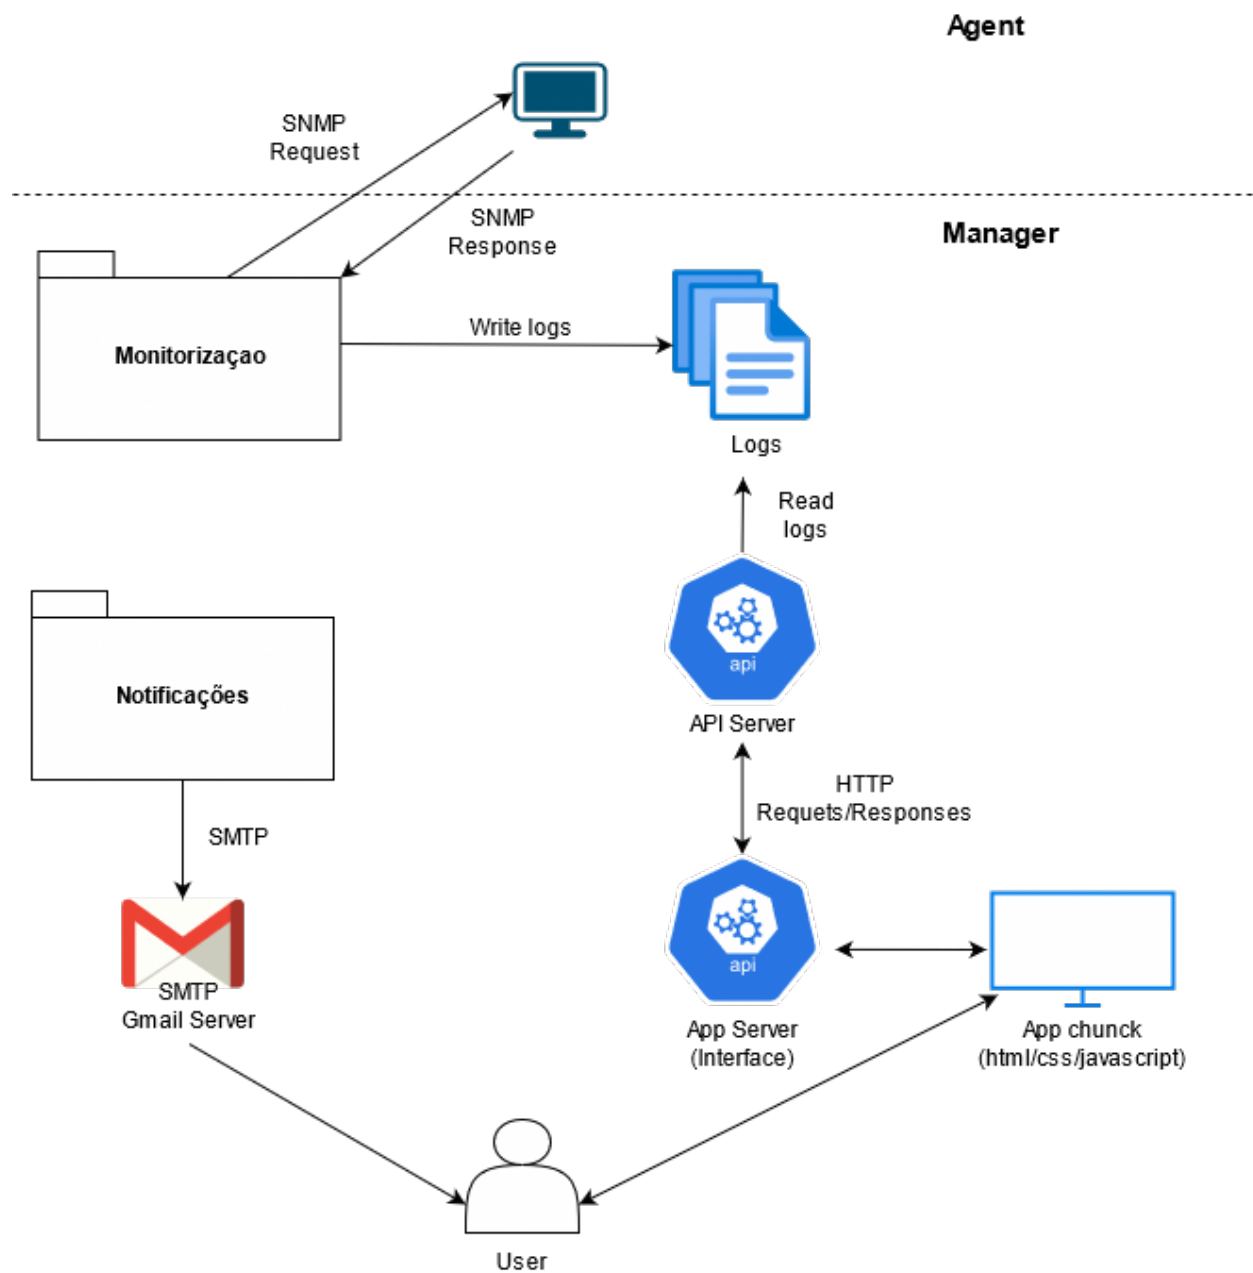 Agent
SNMP
Request
SNMP
Response
Manager
Monitorizaçao
Write logs
Logs
Read
logs
api
API Server
Notificações
HTTP
Requets/Responses
SMTP
api
SMTP
Gmail Server
App Server
(Interface)
App chunck
(html/css/javascript)
User